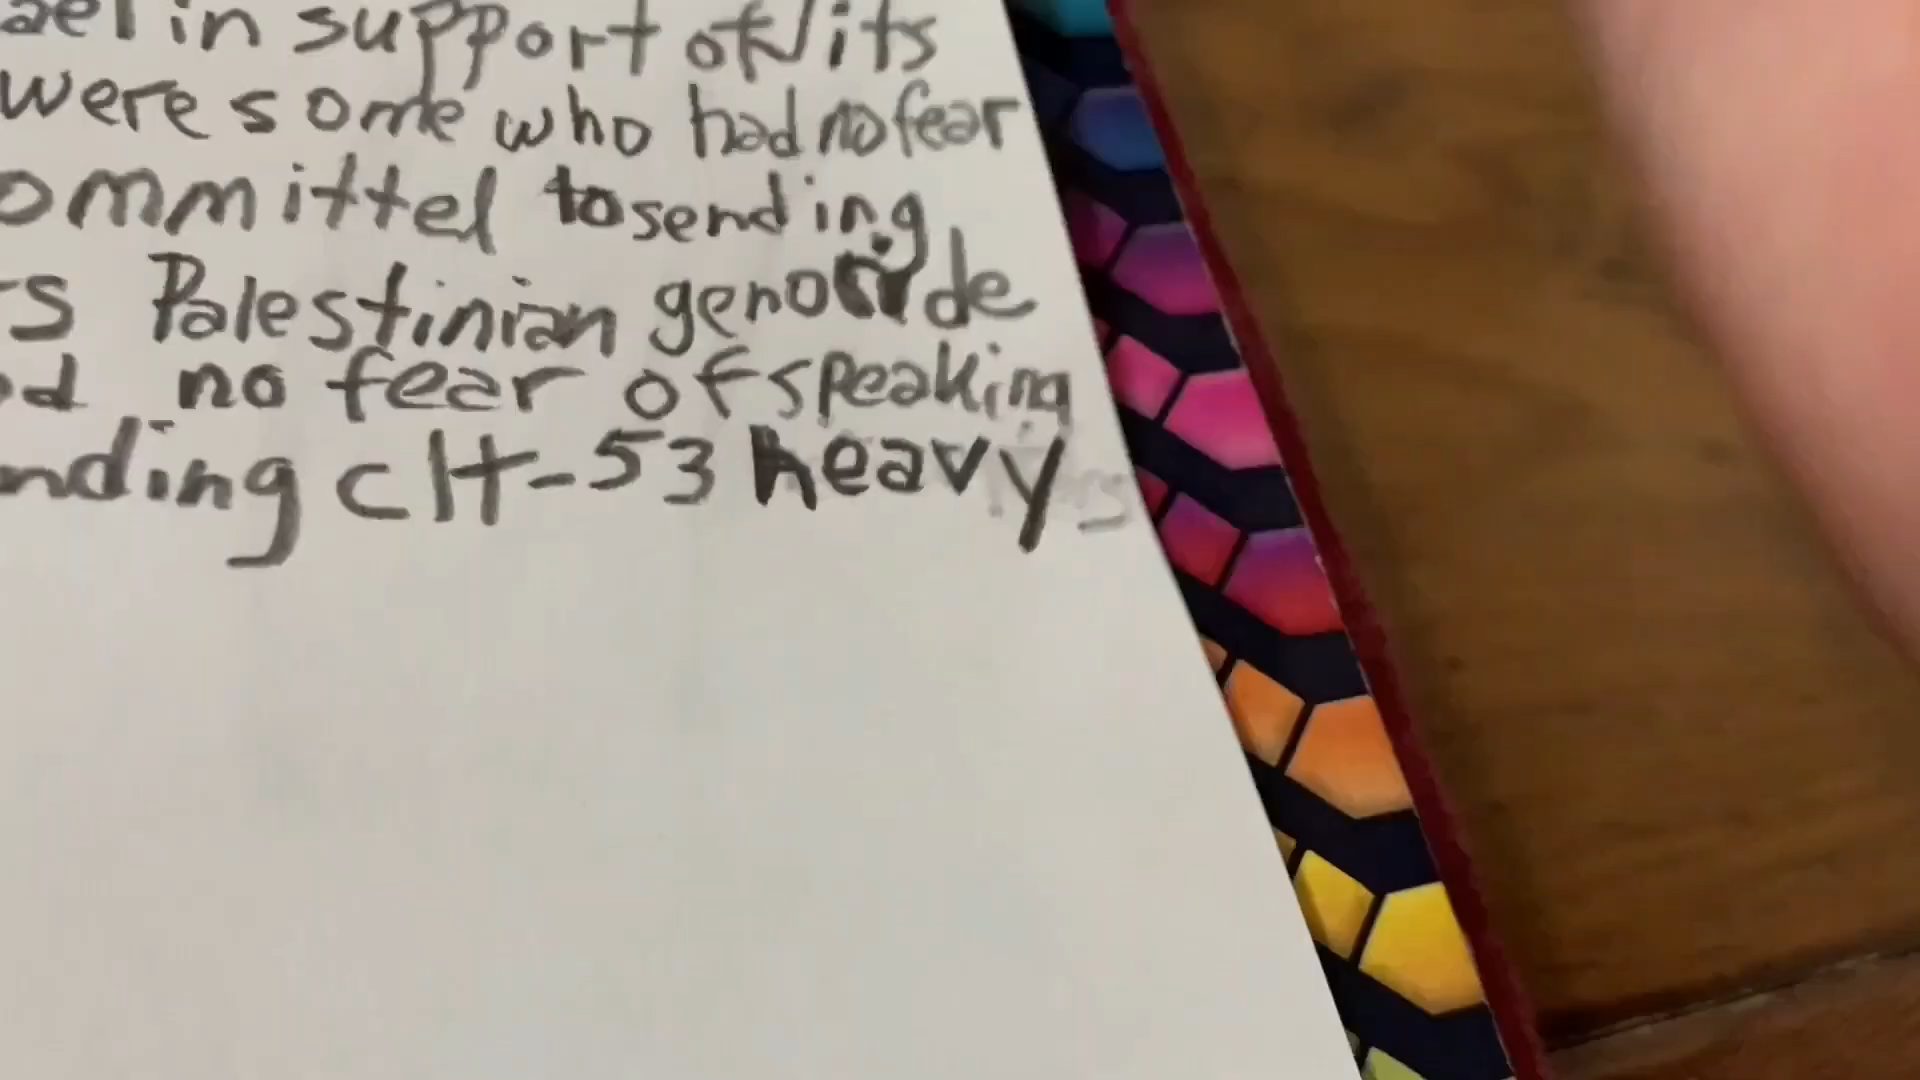 ael in support of its
were some who had no fear
ommittel to sending
s Palestinian genocide
d no fear of speaking
nding CH-53 heavy